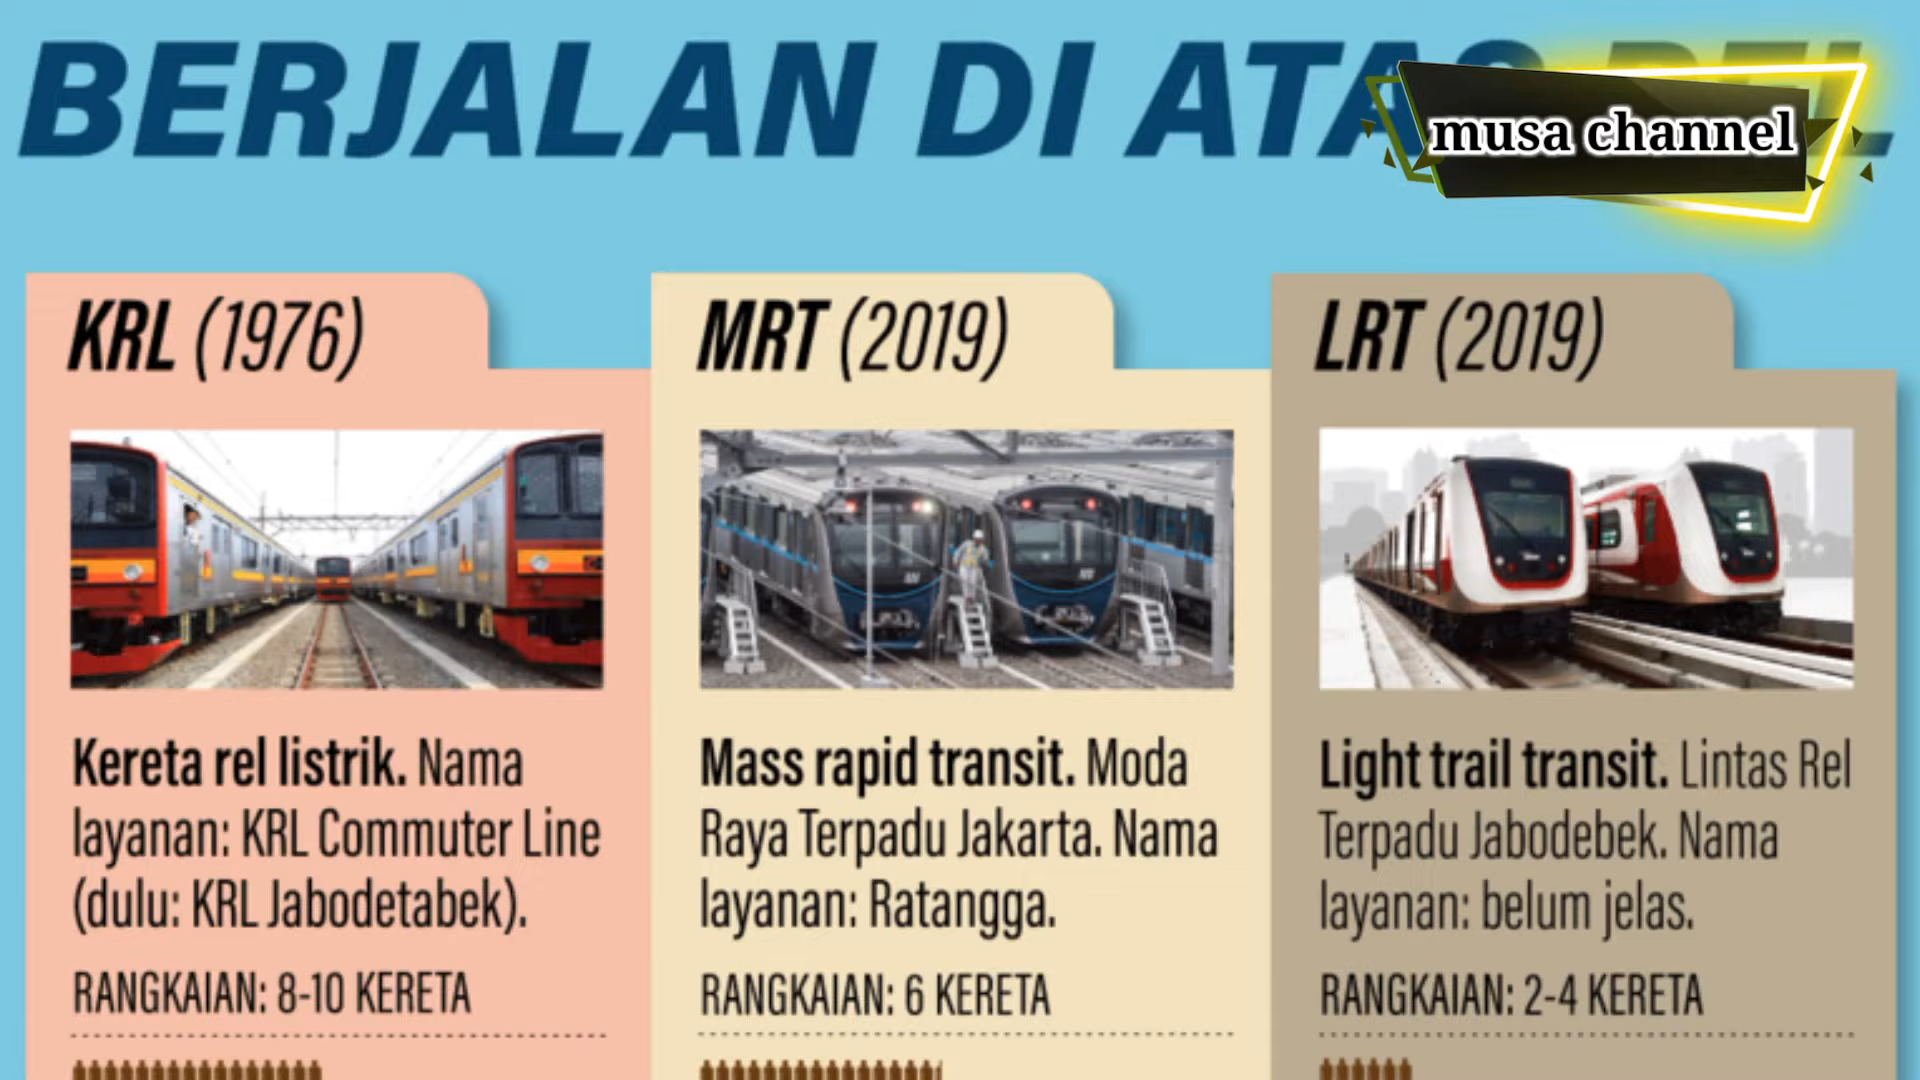 BERJALAN DI ATAS REL
musa channel
KRL (1976)
Kereta rel listrik. Nama
layanan: KRL Commuter Line
(dulu: KRL Jabodetabek).
RANGKAIAN: 8-10 KERETA
MRT (2019)
Mass rapid transit. Moda
Raya Terpadu Jakarta. Nama
layanan: Ratangga.
RANGKAIAN: 6 KERETA
LRT (2019)
Light trail transit. Lintas Rel
Terpadu Jabodebek. Nama
layanan: belum jelas.
RANGKAIAN: 2-4 KERETA